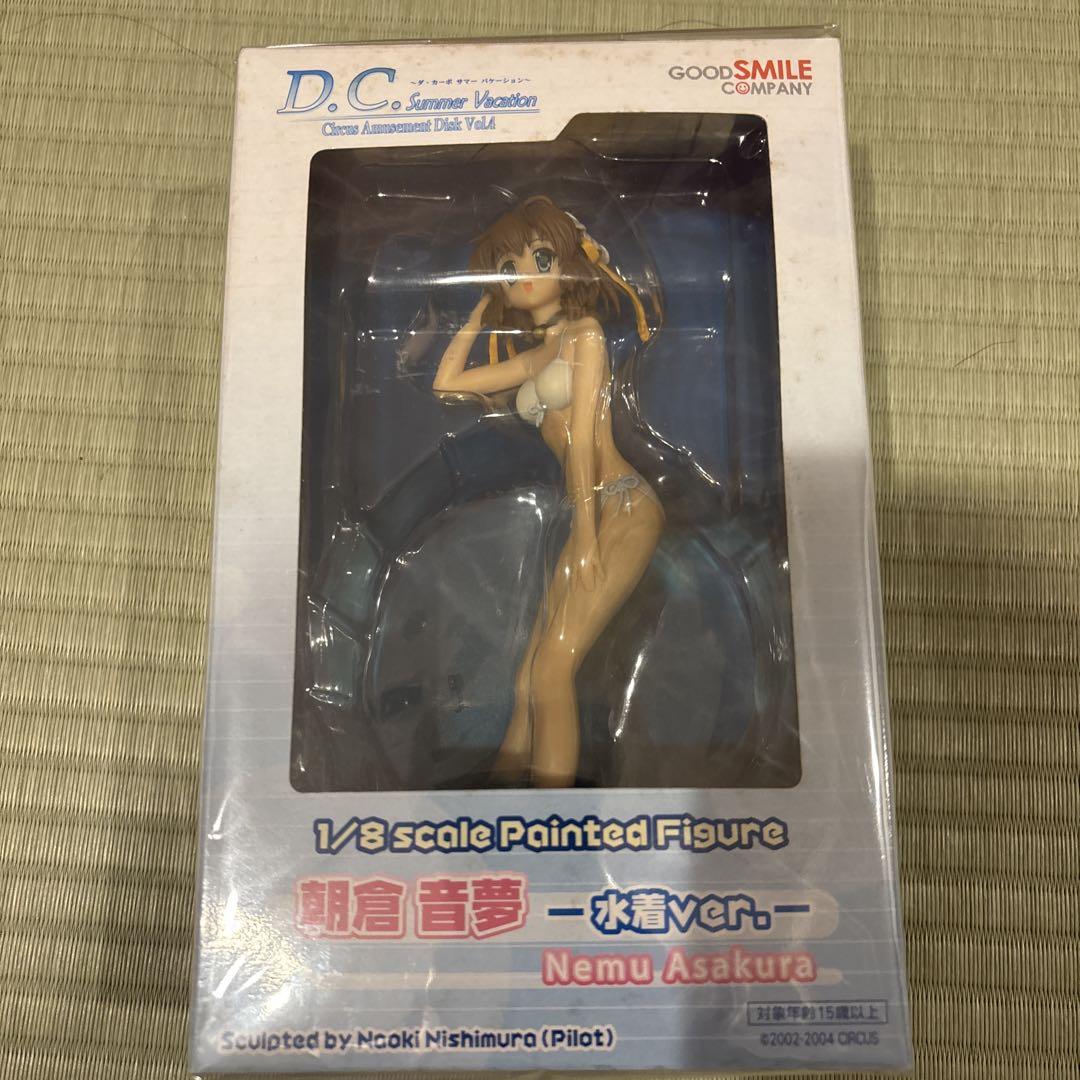 ～ダ・カーポ サマー バケーション～
D.C. Summer Vacation
Circus Amusement Disk Vol.4
GOOD SMILE
COMPANY
1/8 scale Painted Figure
朝倉 音夢 ー水着ver.ー
Nemu Asakura
対象年齢15歳以上
©2002-2004 CIRCUS
Sculpted by Naoki Nishimura (Pilot)